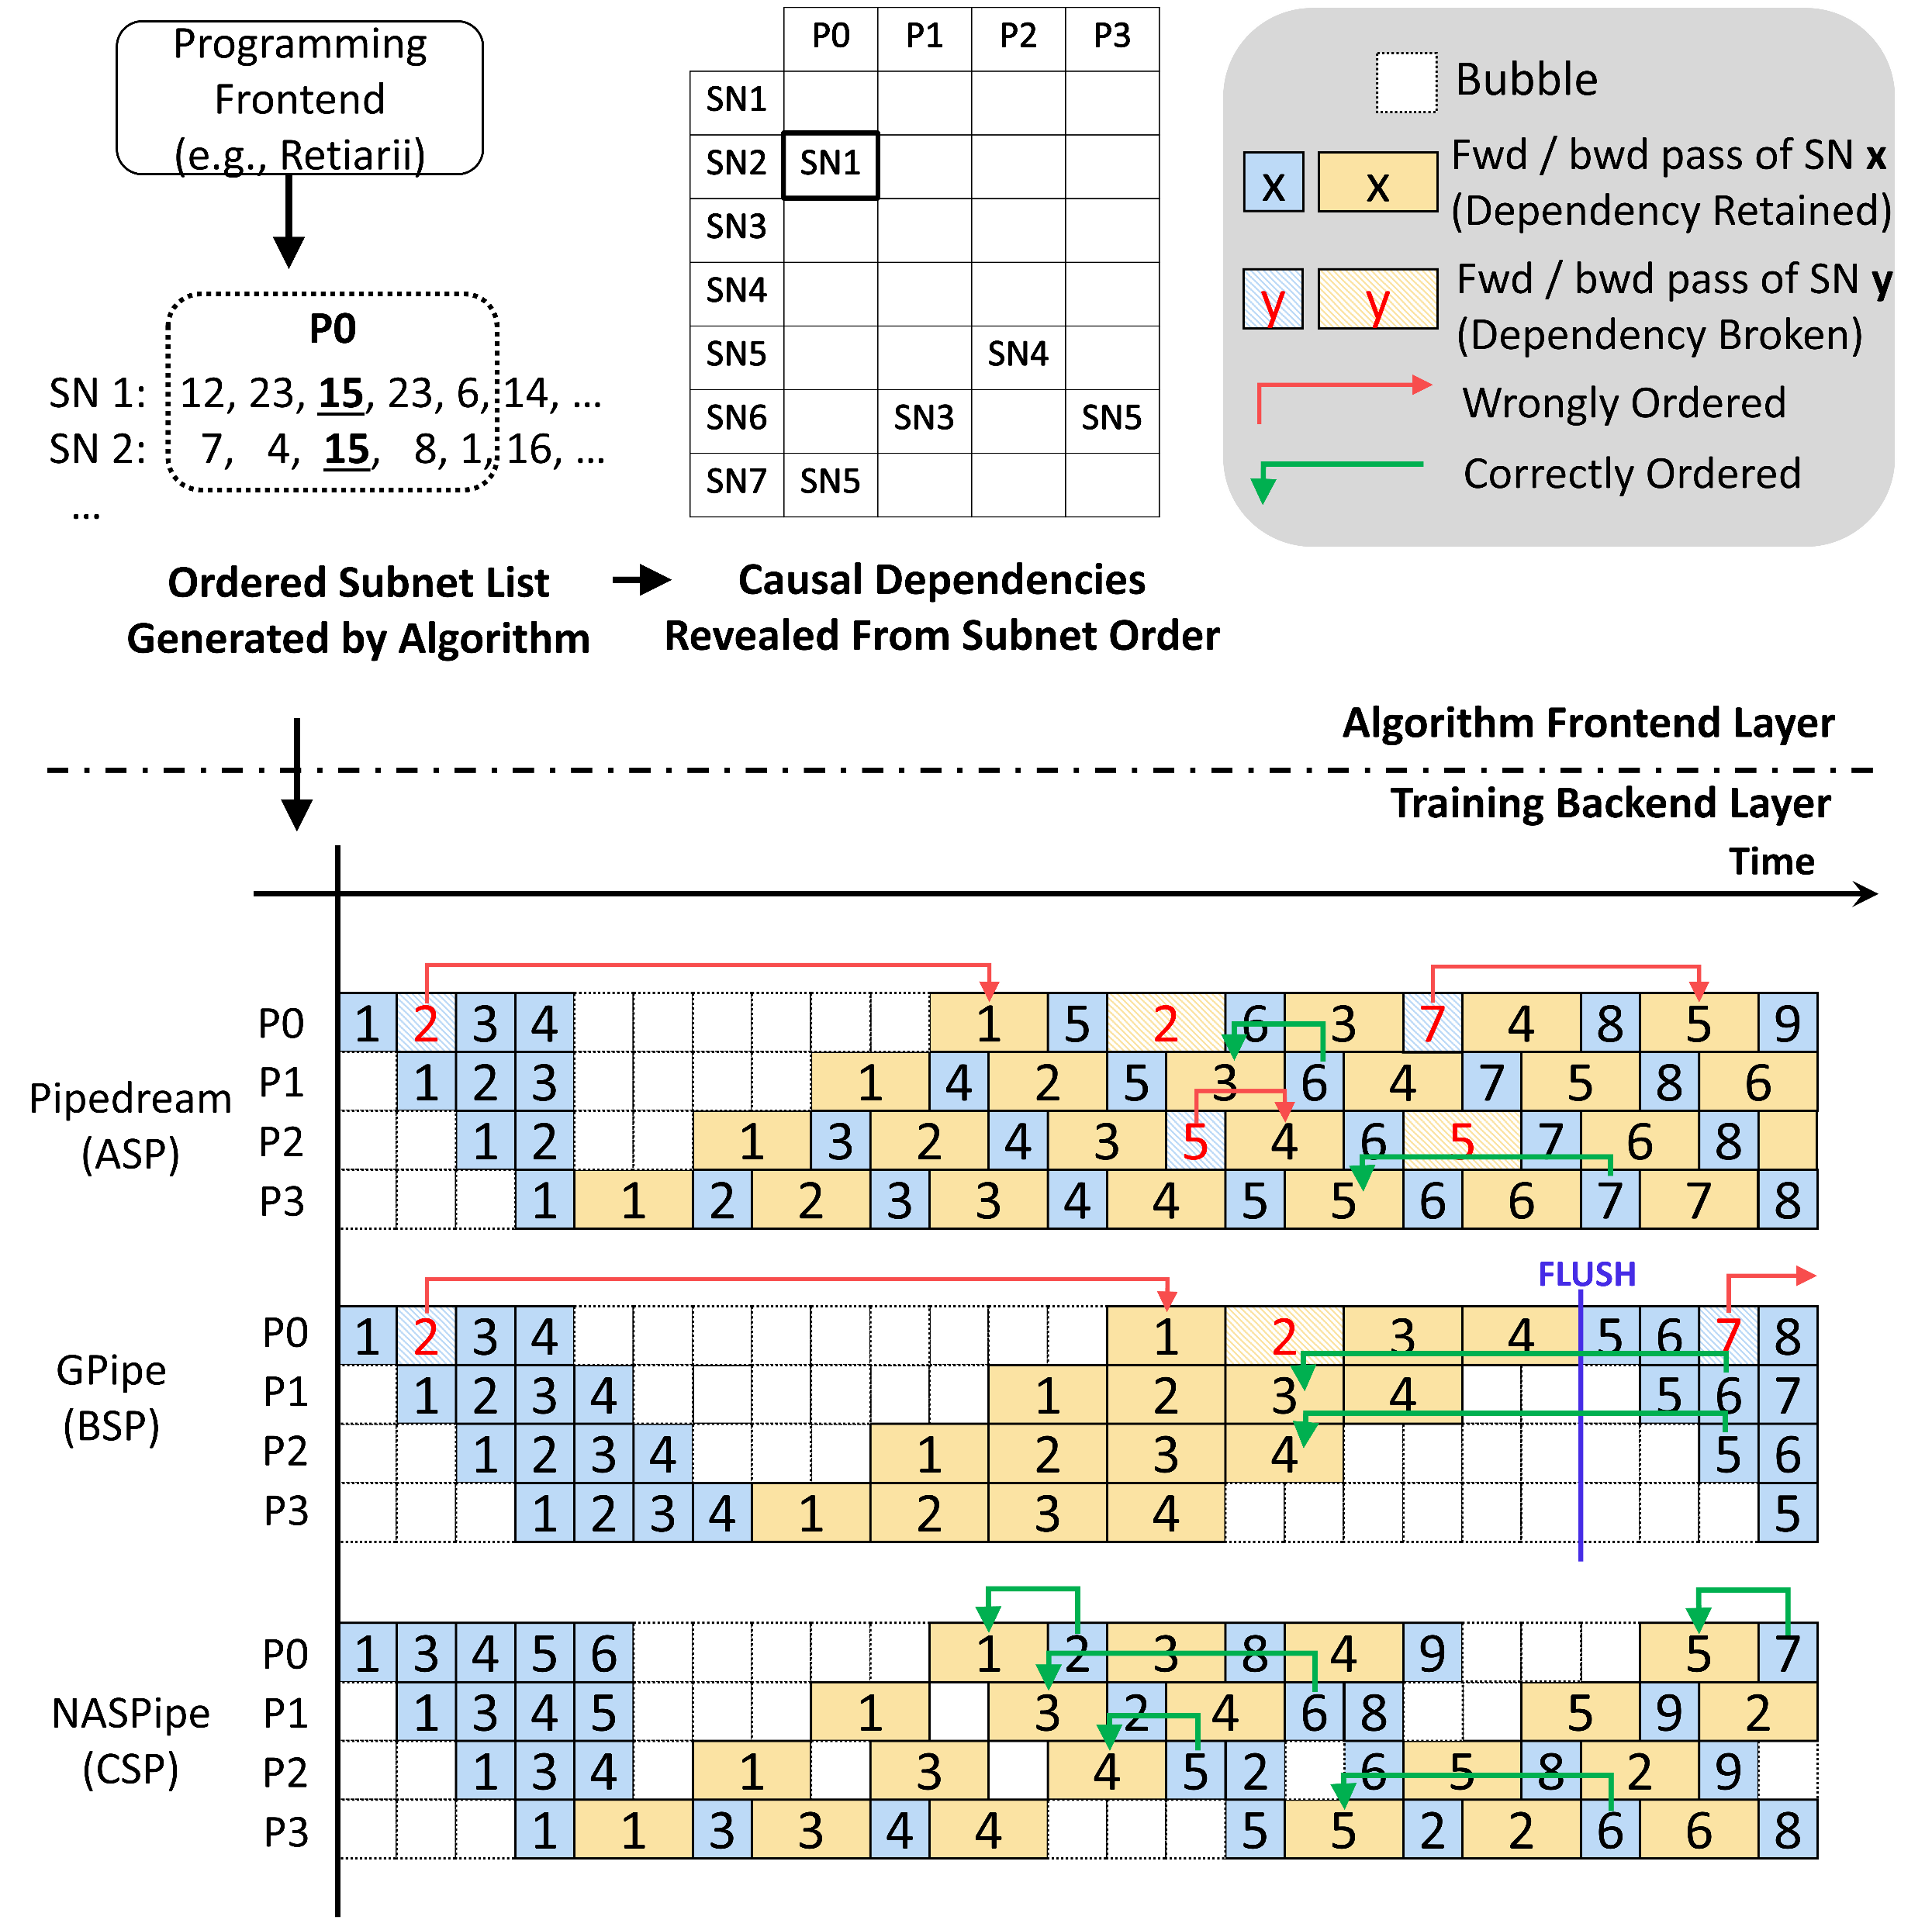 Programming
Frontend
(e.g., Retiarii)
P0
SN 1: 12, 23, 15, 23, 6, 14, ...
SN 2: 7, 4, 15, 8, 1, 16, ...
...
Ordered Subnet List
Generated by Algorithm
P0 P1 P2 P3
SN1
SN2 SN1
SN3
SN4
SN5 SN4
SN6 SN3 SN5
SN7 SN5
Causal Dependencies
Revealed From Subnet Order
Bubble
x x Fwd / bwd pass of SN x
(Dependency Retained)
y y Fwd / bwd pass of SN y
(Dependency Broken)
Wrongly Ordered
Correctly Ordered
Algorithm Frontend Layer
Training Backend Layer
Time
Pipedream
(ASP)
P0 1 2 3 4 1 5 2 6 3 7 4 8 5 9
P1 1 2 3 1 4 2 5 3 6 4 7 5 8 6
P2 1 2 1 3 2 4 3 5 4 6 5 7 6 8
P3 1 1 2 2 3 3 4 4 5 5 6 6 7 7 8
FLUSH
GPipe
(BSP)
P0 1 2 3 4 1 2 3 4 5 6 7 8
P1 1 2 3 4 1 2 3 4 5 6 7
P2 1 2 3 4 1 2 3 4 5 6
P3 1 2 3 4 1 2 3 4 5
NASPipe
(CSP)
P0 1 3 4 5 6 1 2 3 8 4 9 5 7
P1 1 3 4 5 1 3 2 4 6 8 5 9 2
P2 1 3 4 1 3 4 5 2 6 5 8 2 9
P3 1 1 3 3 4 4 5 5 2 2 6 6 8